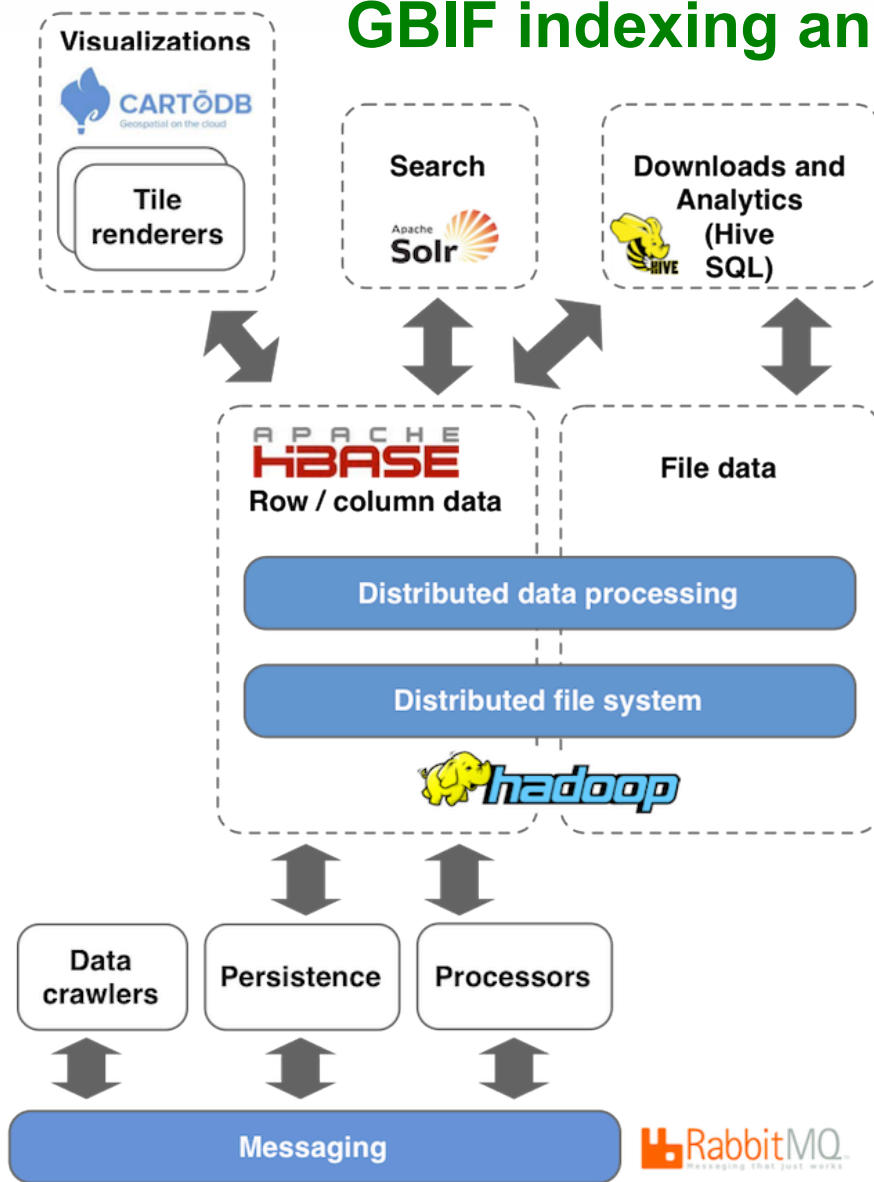 GBIF indexing an
Visualizations
CARTŌDB
Geospatial on the cloud
Tile
renderers
Search
Apache
Solr
Downloads and
Analytics
(Hive
SQL)
HIVE
APACHE
HBASE
Row / column data
File data
Distributed data processing
Distributed file system
hadoop
Data
crawlers
Persistence
Processors
Messaging
RabbitMQ
Messaging that just works